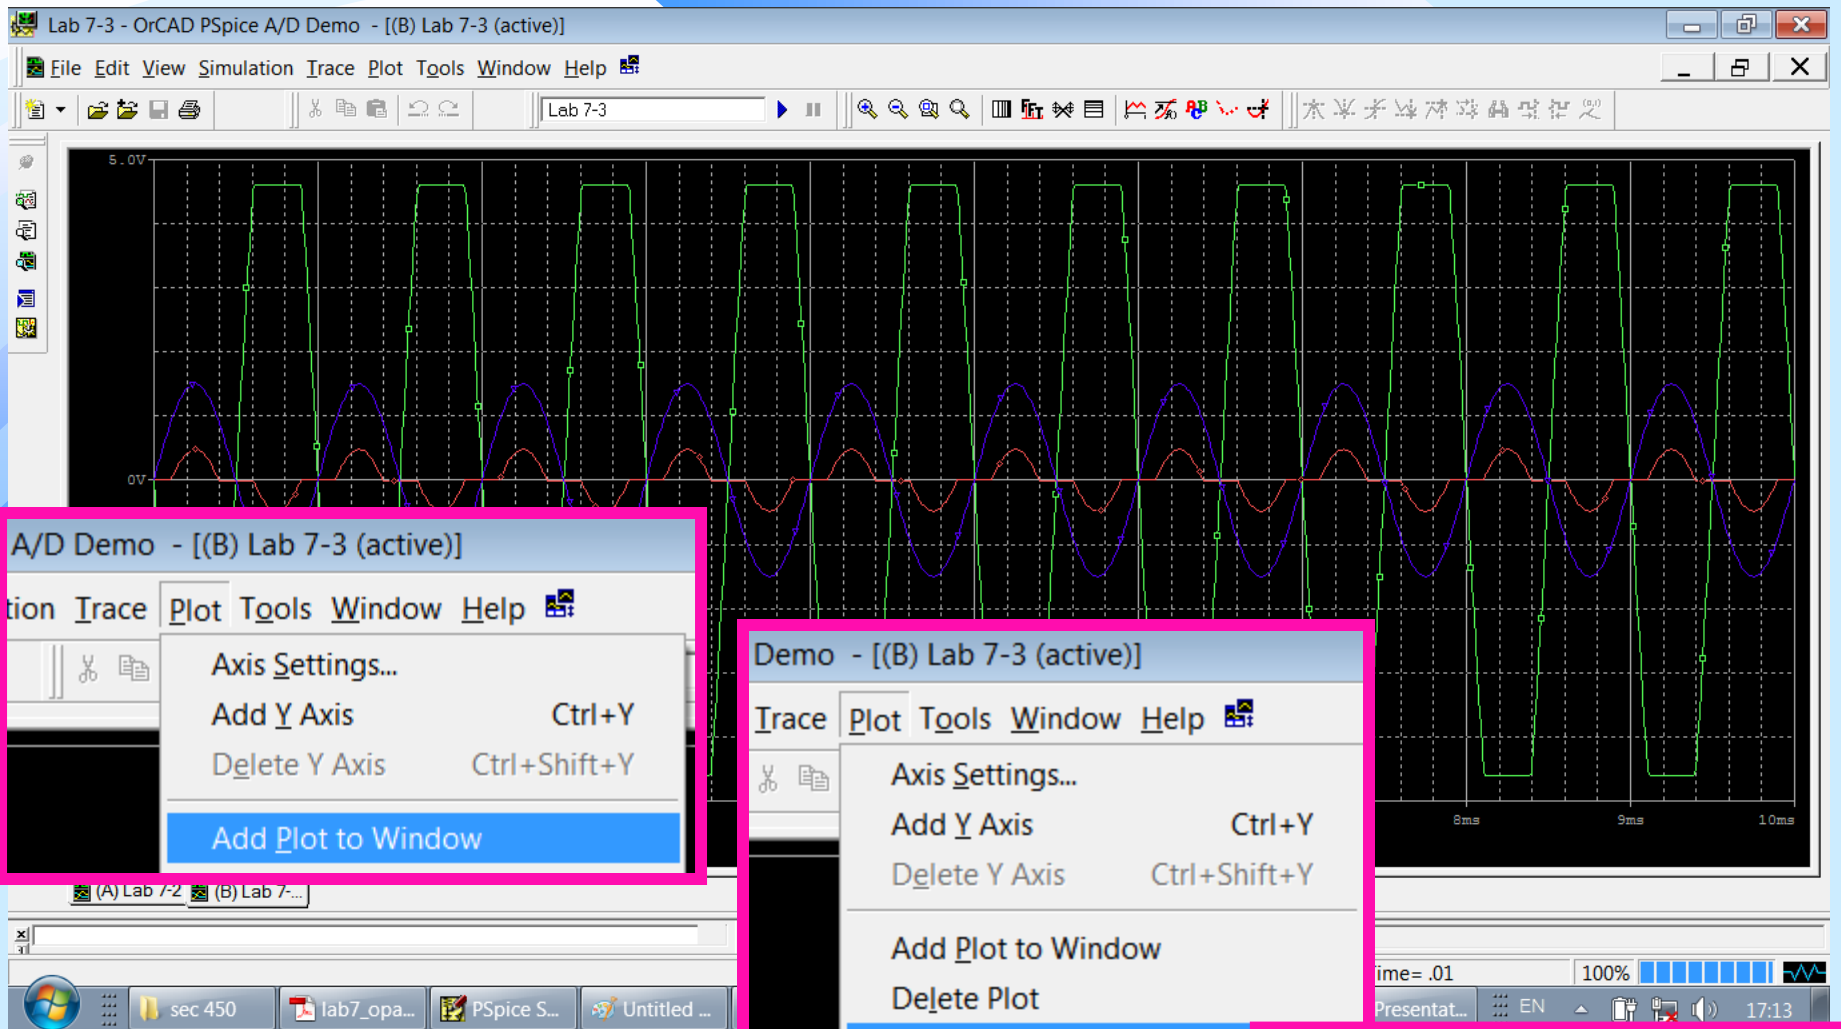 Lab 7-3 - OrCAD PSpice A/D Demo - [(B) Lab 7-3 (active)]
File Edit View Simulation Trace Plot Tools Window Help
Lab 7-3
5.0V
0V
8ms 9ms 10ms
A/D Demo - [(B) Lab 7-3 (active)]
tion Trace Plot Tools Window Help
Axis Settings...
Add Y Axis Ctrl+Y
Delete Y Axis Ctrl+Shift+Y
Add Plot to Window
Demo - [(B) Lab 7-3 (active)]
Trace Plot Tools Window Help
Axis Settings...
Add Y Axis Ctrl+Y
Delete Y Axis Ctrl+Shift+Y
Add Plot to Window
Delete Plot
(A) Lab 7-2 (B) Lab 7-...
ime= .01 100%
sec 450 lab7_opa... PSpice S... Untitled ... Presentat... EN 17:13